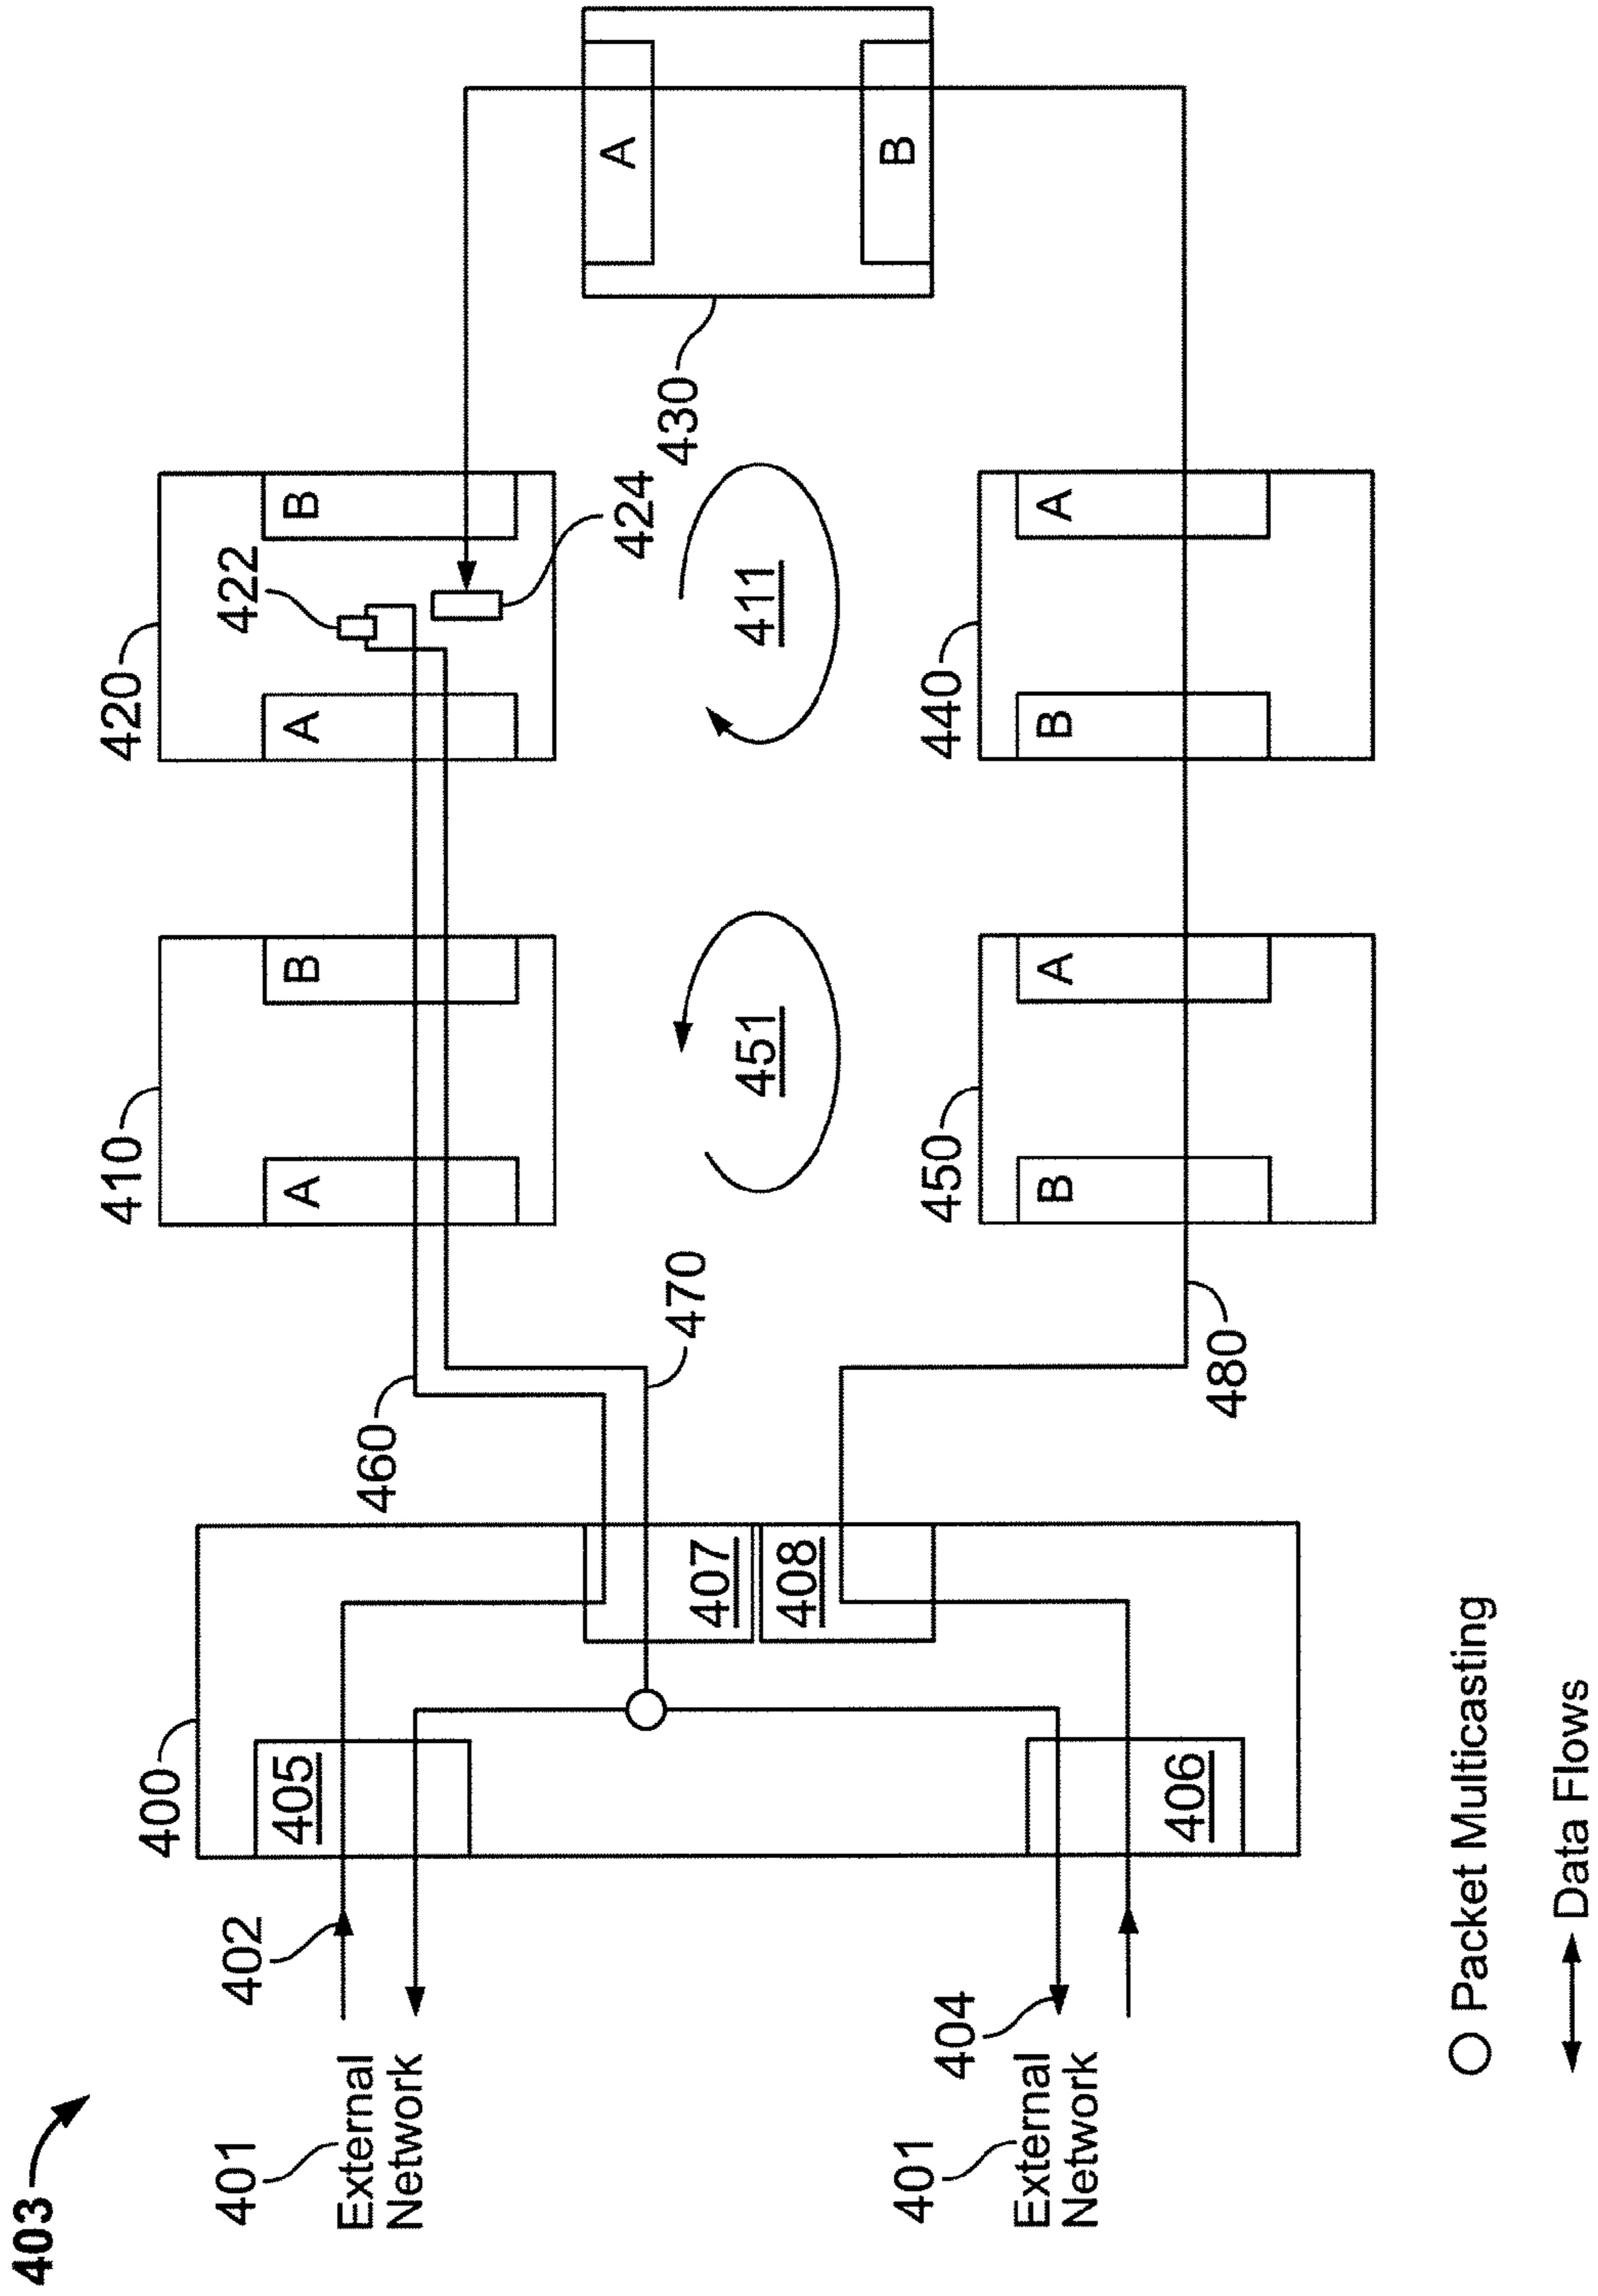 403
401
External
Network
402
400
405
407
460
470
410
A
B
420
A
B
422
424
430
A
B
451
411
401
External
Network
404
406
408
480
450
B
A
440
B
A
Packet Multicasting
Data Flows